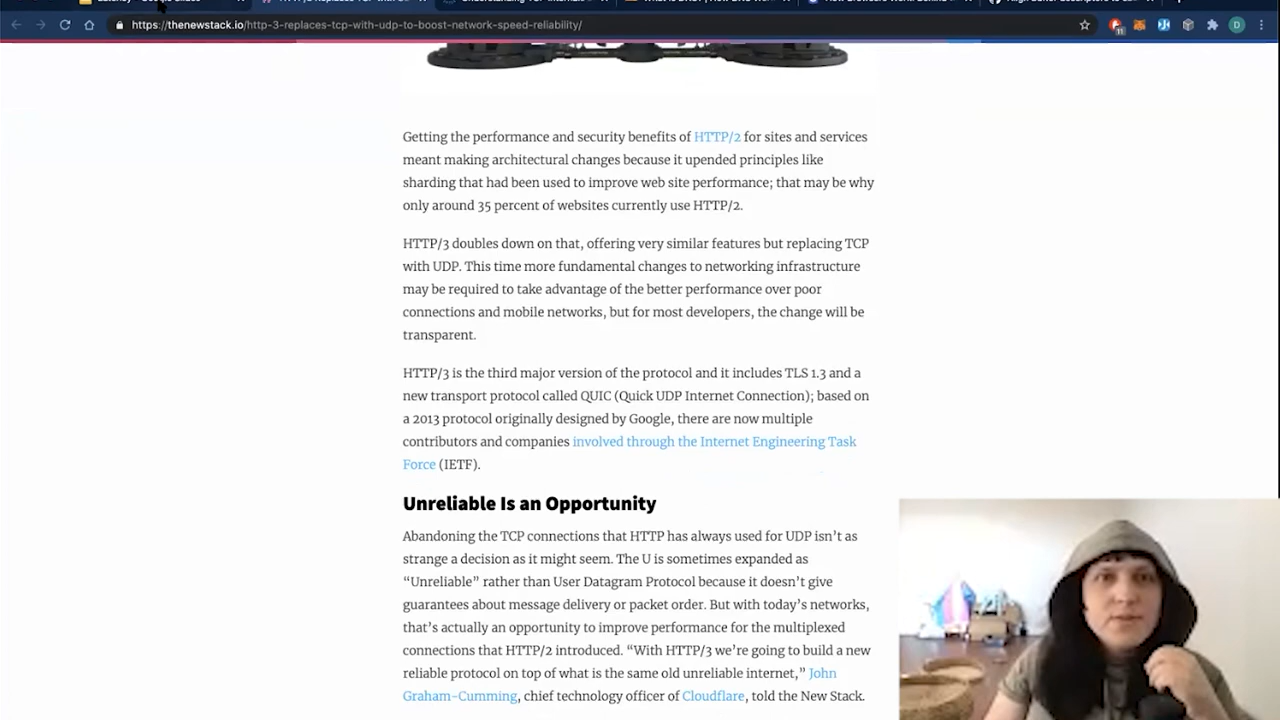 https://thenewstack.io/http-3-replaces-tcp-with-udp-to-boost-network-speed-reliability/
11
D
Getting the performance and security benefits of HTTP/2 for sites and services
meant making architectural changes because it upended principles like
sharding that had been used to improve web site performance; that may be why
only around 35 percent of websites currently use HTTP/2.
HTTP/3 doubles down on that, offering very similar features but replacing TCP
with UDP. This time more fundamental changes to networking infrastructure
may be required to take advantage of the better performance over poor
connections and mobile networks, but for most developers, the change will be
transparent.
HTTP/3 is the third major version of the protocol and it includes TLS 1.3 and a
new transport protocol called QUIC (Quick UDP Internet Connection); based on
a 2013 protocol originally designed by Google, there are now multiple
contributors and companies involved through the Internet Engineering Task
Force (IETF).
Unreliable Is an Opportunity
Abandoning the TCP connections that HTTP has always used for UDP isn’t as
strange a decision as it might seem. The U is sometimes expanded as
“Unreliable” rather than User Datagram Protocol because it doesn’t give
guarantees about message delivery or packet order. But with today’s networks,
that’s actually an opportunity to improve performance for the multiplexed
connections that HTTP/2 introduced. “With HTTP/3 we’re going to build a new
reliable protocol on top of what is the same old unreliable internet,” John
Graham-Cumming, chief technology officer of Cloudflare, told the New Stack.